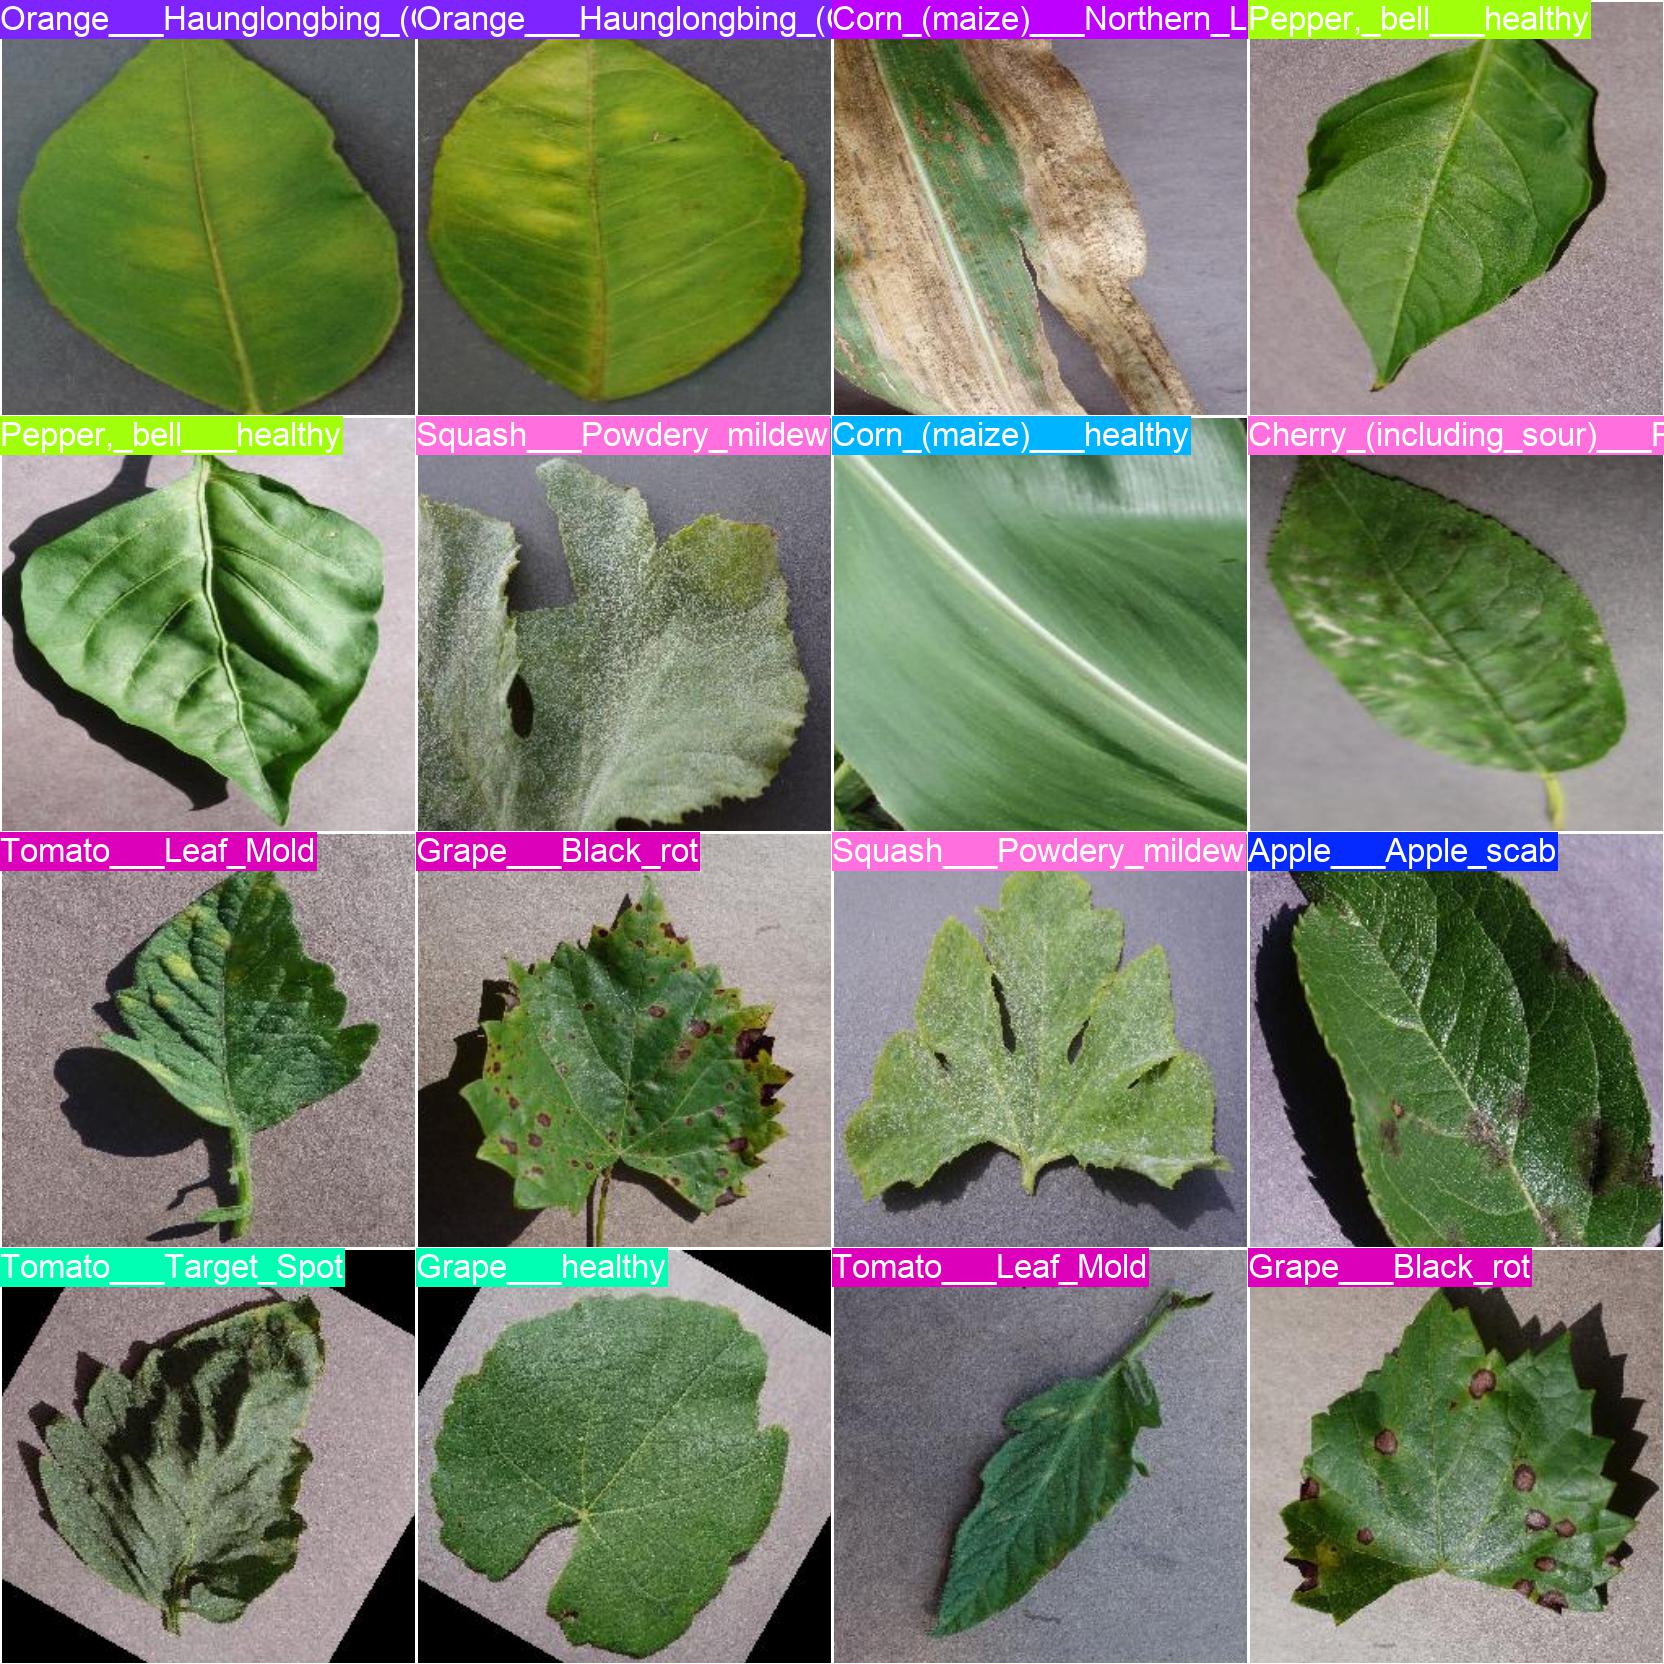 Orange___Haunglongbing_(
Orange___Haunglongbing_(
Corn_(maize)___Northern_L
Pepper,_bell___healthy
Pepper,_bell___healthy
Squash___Powdery_mildew
Corn_(maize)___healthy
Cherry_(including_sour)___P
Tomato___Leaf_Mold
Grape___Black_rot
Squash___Powdery_mildew
Apple___Apple_scab
Tomato___Target_Spot
Grape___healthy
Tomato___Leaf_Mold
Grape___Black_rot